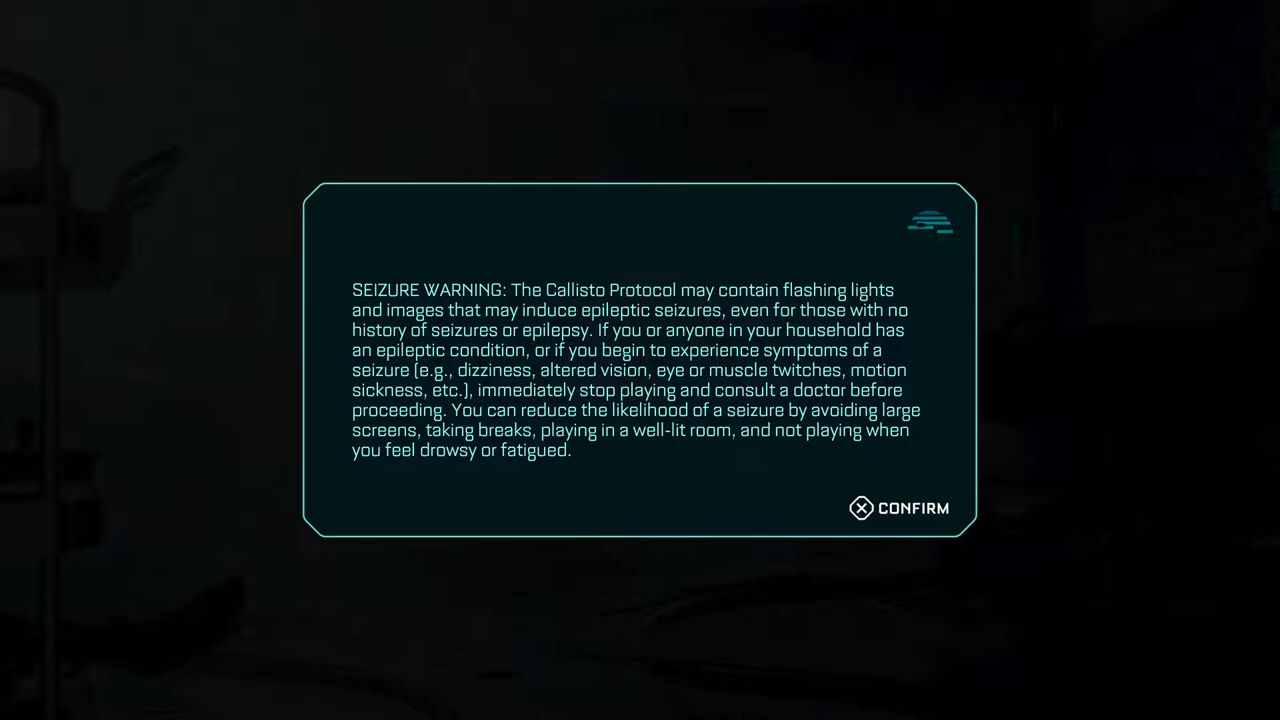 SEIZURE WARNING: The Callisto Protocol may contain flashing lights
and images that may induce epileptic seizures, even for those with no
history of seizures or epilepsy. If you or anyone in your household has
an epileptic condition, or if you begin to experience symptoms of a
seizure (e.g., dizziness, altered vision, eye or muscle twitches, motion
sickness, etc.), immediately stop playing and consult a doctor before
proceeding. You can reduce the likelihood of a seizure by avoiding large
screens, taking breaks, playing in a well-lit room, and not playing when
you feel drowsy or fatigued.
CONFIRM